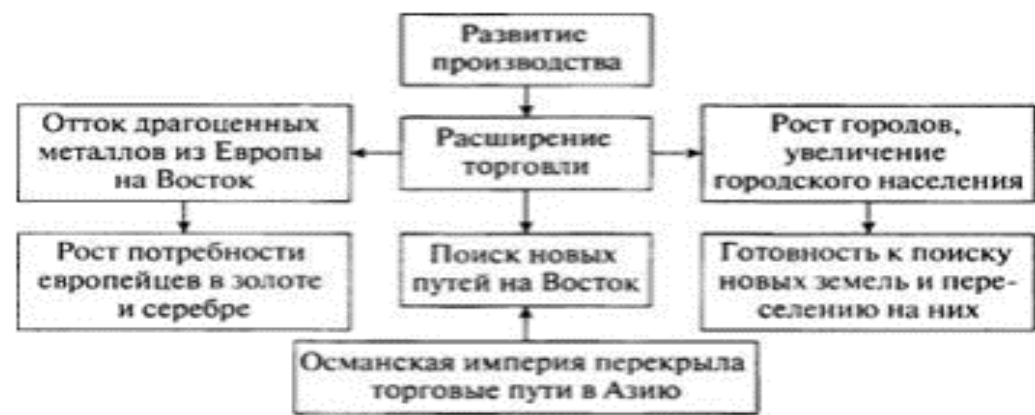 Развитие
производства
Отток драгоценных
металлов из Европы
на Восток
Расширение
торговли
Рост городов,
увеличение
городского населения
Рост потребности
европейцев в золоте
и серебре
Поиск новых
путей на Восток
Готовность к поиску
новых земель и пере-
селению на них
Османская империя перекрыла
торговые пути в Азию